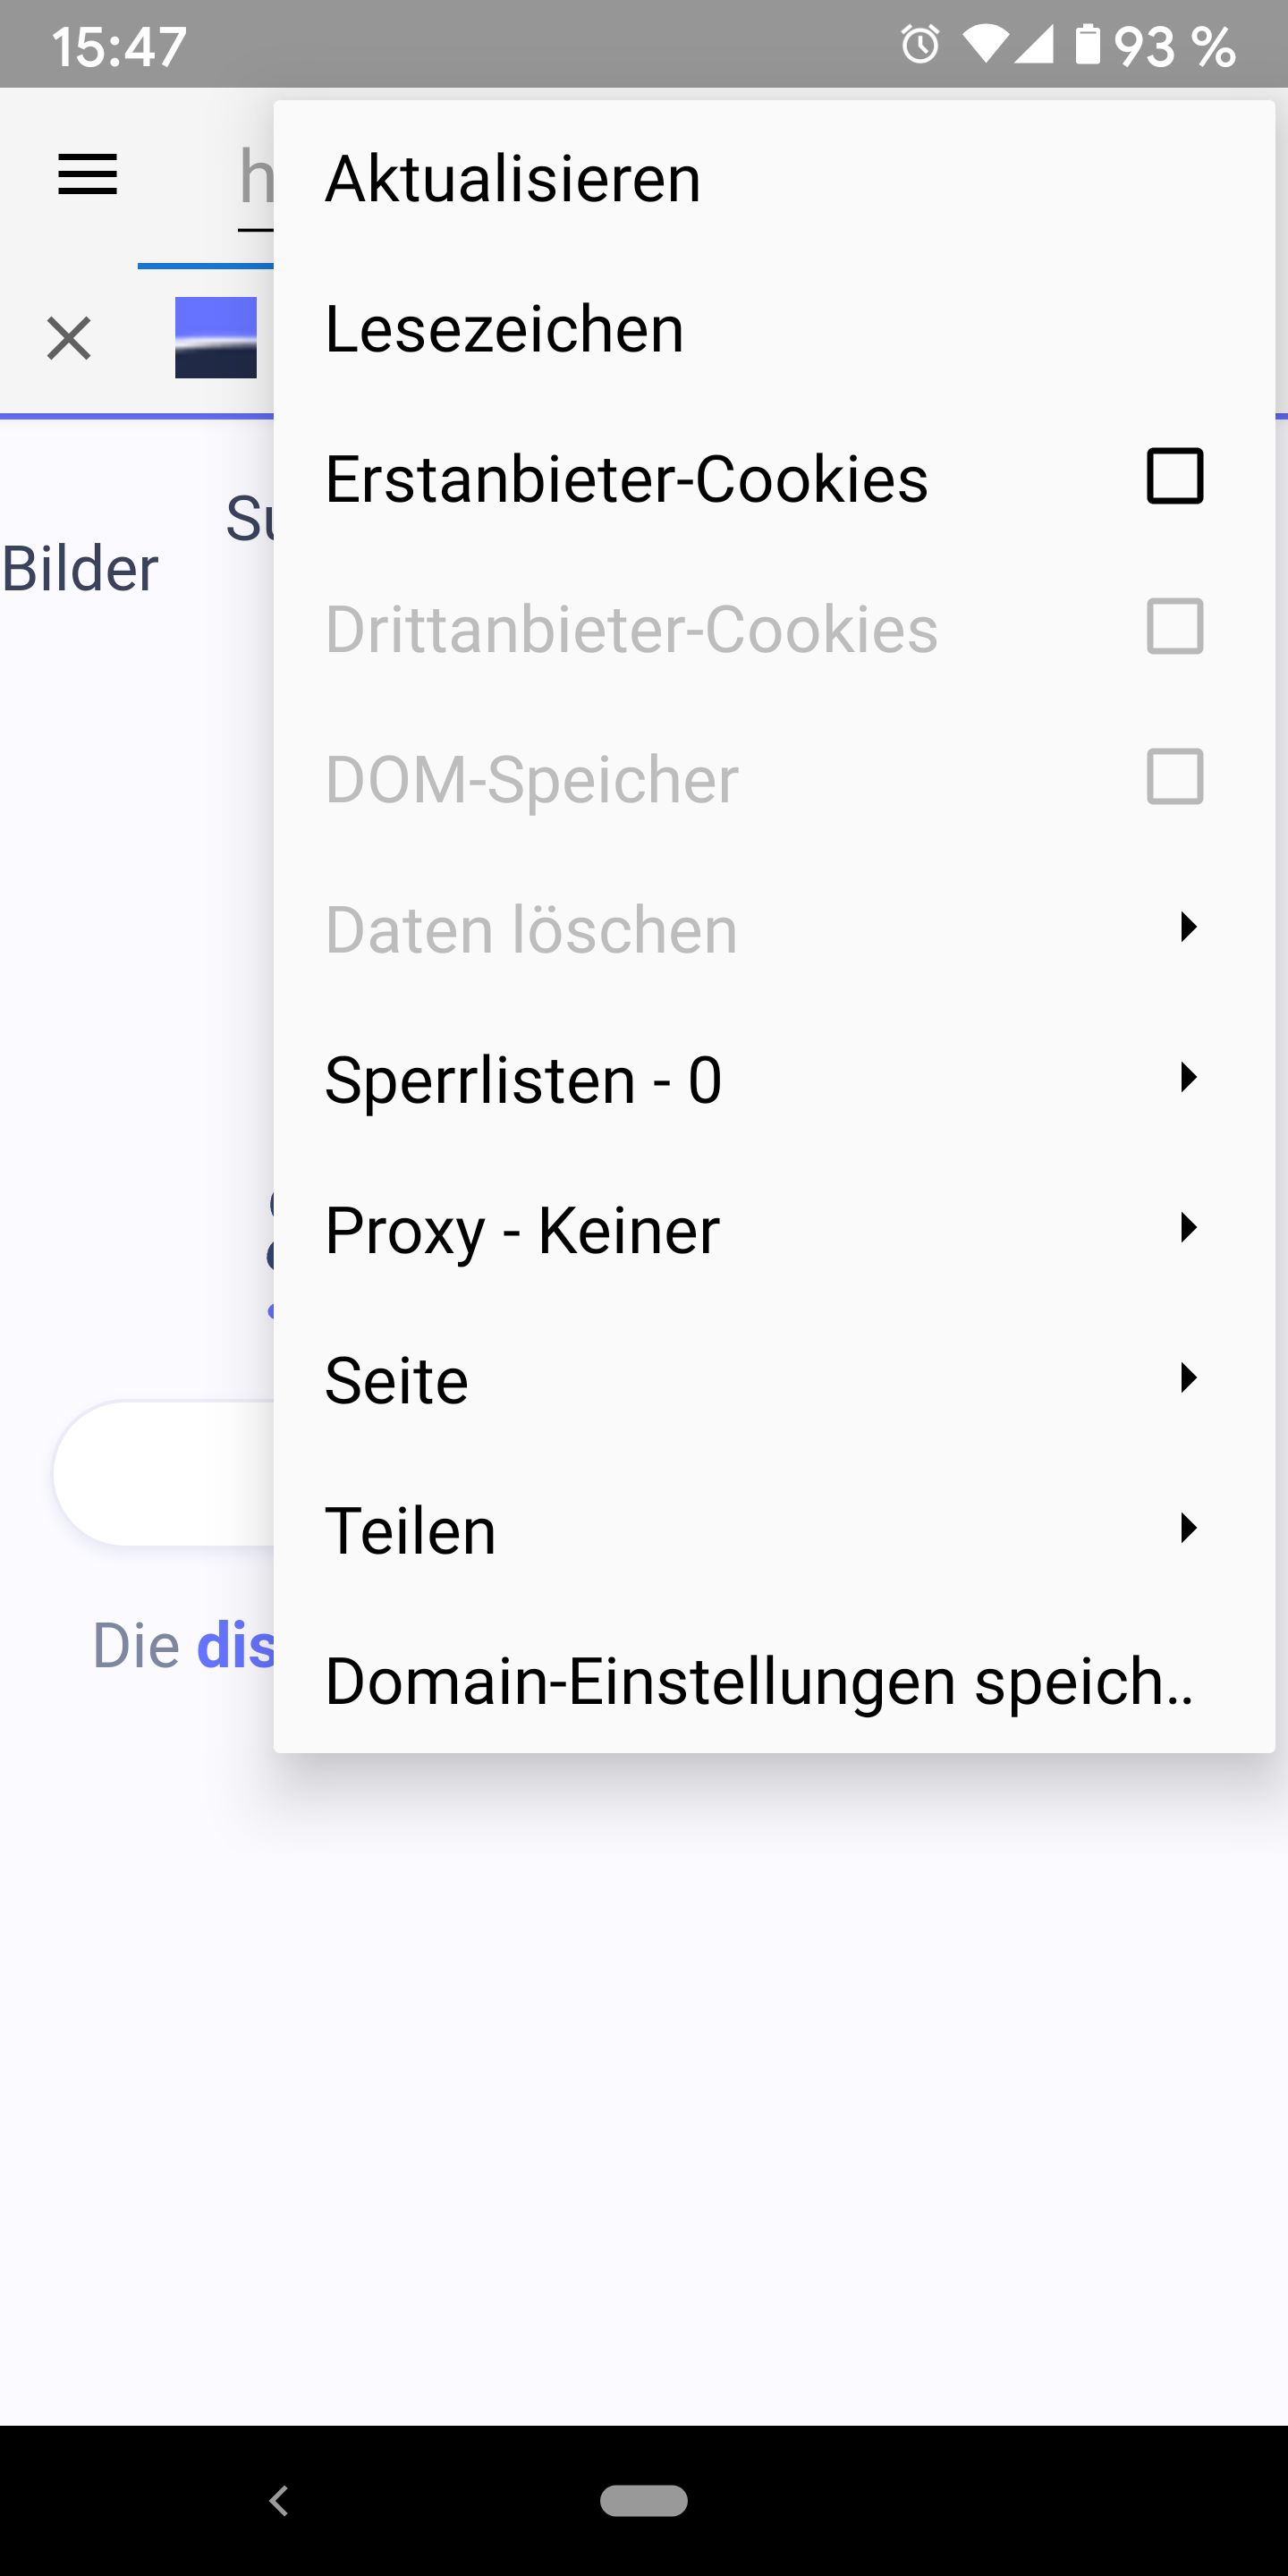 15:47
93 %
h
Aktualisieren
Lesezeichen
Erstanbieter-Cookies
Su
Bilder
Drittanbieter-Cookies
DOM-Speicher
Daten löschen
Sperrlisten - 0
Proxy - Keiner
Seite
Teilen
Die dis
Domain-Einstellungen speich..